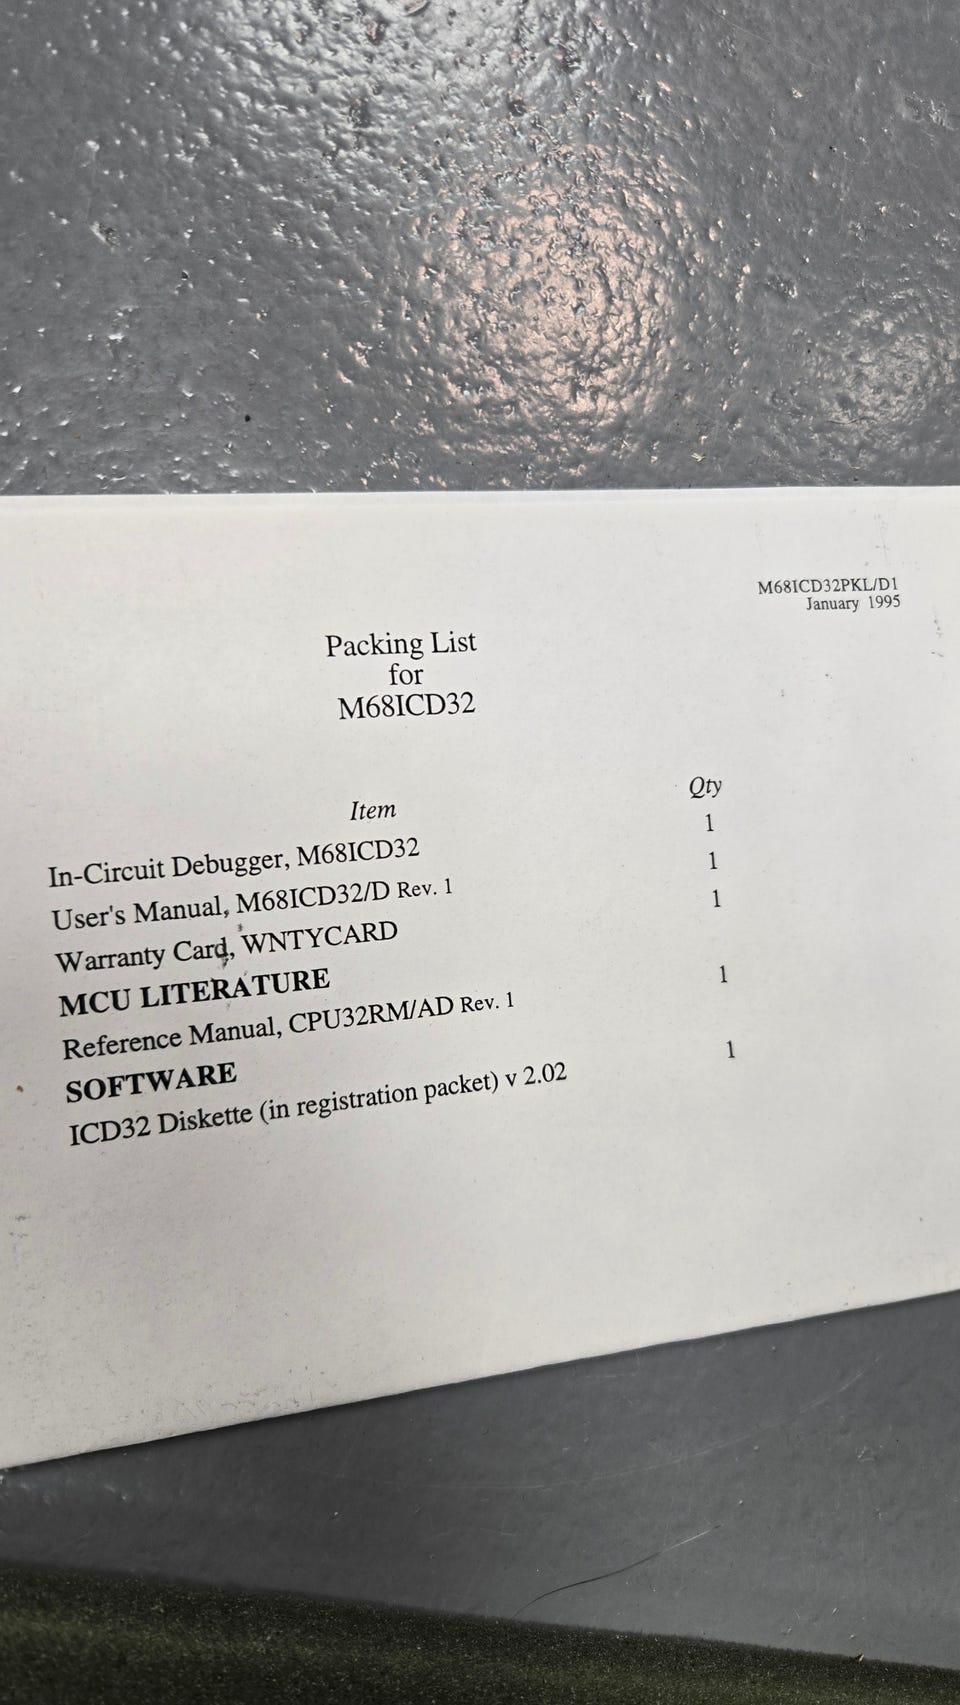 M68ICD32PKL/D1
January 1995
Packing List
for
M68ICD32
Item Qty
In-Circuit Debugger, M68ICD32 1
User's Manual, M68ICD32/D Rev. 1 1
Warranty Card, WNTYCARD 1
MCU LITERATURE
Reference Manual, CPU32RM/AD Rev. 1 1
SOFTWARE
ICD32 Diskette (in registration packet) v 2.02 1